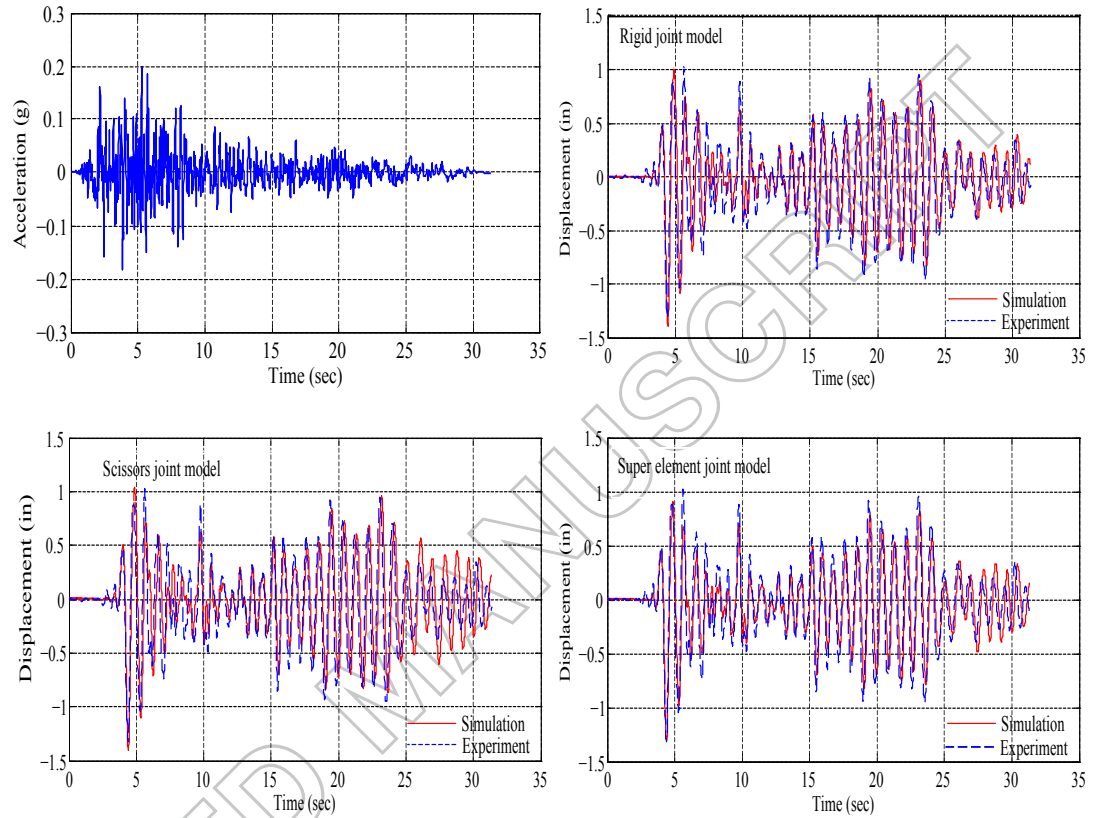 0.3
0.2
0.1
0
−0.1
−0.2
−0.3
Acceleration (g)
0 5 10 15 20 25 30 35
Time (sec)
Rigid joint model
1.5
1
0.5
0
−0.5
−1
−1.5
Displacement (in)
Simulation
Experiment
0 5 10 15 20 25 30 35
Time (sec)
Scissors joint model
1.5
1
0.5
0
−0.5
−1
−1.5
Displacement (in)
Simulation
Experiment
0 5 10 15 20 25 30 35
Time (sec)
Super element joint model
1.5
1
0.5
0
−0.5
−1
−1.5
Displacement (in)
Simulation
Experiment
0 5 10 15 20 25 30 35
Time (sec)
ED MANUSCRIPT